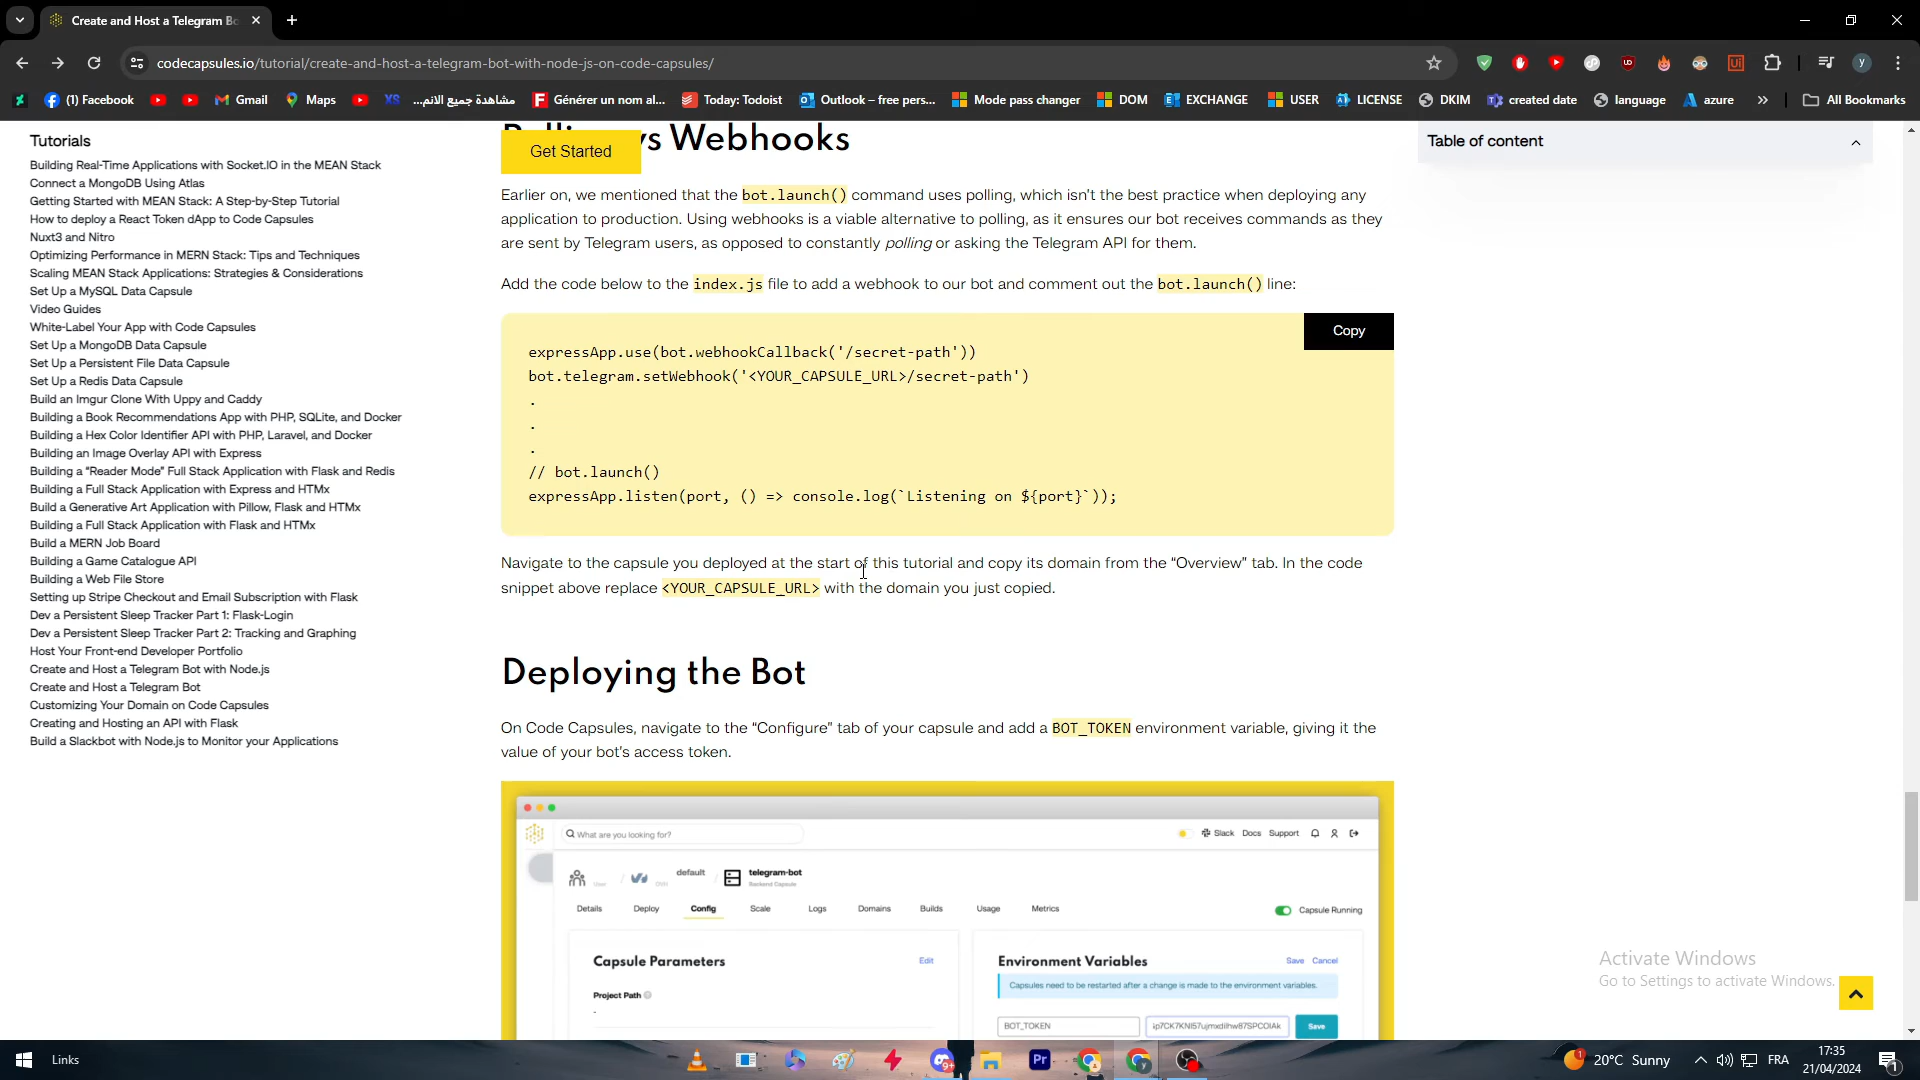 Create and Host a Telegram Bo
codecapsules.io/tutorial/create-and-host-a-telegram-bot-with-node-js-on-code-capsules/
(1) Facebook
Gmail
Maps
مشاهدة جميع الانم...
Générer un nom al...
Today: Todoist
Outlook – free pers...
Mode pass changer
DOM
EXCHANGE
USER
LICENSE
DKIM
created date
language
azure
All Bookmarks
Tutorials
Building Real-Time Applications with Socket.IO in the MEAN Stack
Connect a MongoDB Using Atlas
Getting Started with MEAN Stack: A Step-by-Step Tutorial
How to deploy a React Token dApp to Code Capsules
Nuxt3 and Nitro
Optimizing Performance in MERN Stack: Tips and Techniques
Scaling MEAN Stack Applications: Strategies & Considerations
Set Up a MySQL Data Capsule
Video Guides
White-Label Your App with Code Capsules
Set Up a MongoDB Data Capsule
Set Up a Persistent File Data Capsule
Set Up a Redis Data Capsule
Build an Imgur Clone With Uppy and Caddy
Building a Book Recommendations App with PHP, SQLite, and Docker
Building a Hex Color Identifier API with PHP, Laravel, and Docker
Building an Image Overlay API with Express
Building a "Reader Mode" Full Stack Application with Flask and Redis
Building a Full Stack Application with Express and HTMx
Build a Generative Art Application with Pillow, Flask and HTMx
Building a Full Stack Application with Flask and HTMx
Build a MERN Job Board
Building a Game Catalogue API
Building a Web File Store
Setting up Stripe Checkout and Email Subscription with Flask
Dev a Persistent Sleep Tracker Part 1: Flask-Login
Dev a Persistent Sleep Tracker Part 2: Tracking and Graphing
Host Your Front-end Developer Portfolio
Create and Host a Telegram Bot with Node.js
Create and Host a Telegram Bot
Customizing Your Domain on Code Capsules
Creating and Hosting an API with Flask
Build a Slackbot with Node.js to Monitor your Applications
vs Webhooks
Get Started
Earlier on, we mentioned that the bot.launch() command uses polling, which isn't the best practice when deploying any
application to production. Using webhooks is a viable alternative to polling, as it ensures our bot receives commands as they
are sent by Telegram users, as opposed to constantly polling or asking the Telegram API for them.
Add the code below to the index.js file to add a webhook to our bot and comment out the bot.launch() line:
Copy
expressApp.use(bot.webhookCallback('/secret-path'))
bot.telegram.setWebhook('<YOUR_CAPSULE_URL>/secret-path')
.
.
.
// bot.launch()
expressApp.listen(port, () => console.log(`Listening on ${port}`));
Navigate to the capsule you deployed at the start of this tutorial and copy its domain from the "Overview" tab. In the code
snippet above replace <YOUR_CAPSULE_URL> with the domain you just copied.
Deploying the Bot
On Code Capsules, navigate to the "Configure" tab of your capsule and add a BOT_TOKEN environment variable, giving it the
value of your bot's access token.
What are you looking for?
Slack Docs Support
default
telegram-bot
Backend Capsule
Details Deploy Config Scale Logs Domains Builds Usage Metrics
Capsule Running
Capsule Parameters
Edit
Project Path
Environment Variables
Save Cancel
Capsules need to be restarted after a change is made to the environment variables.
BOT_TOKEN
Save
Table of content
Activate Windows
Go to Settings to activate Windows.
Links
20°C Sunny
FRA
17:35
21/04/2024